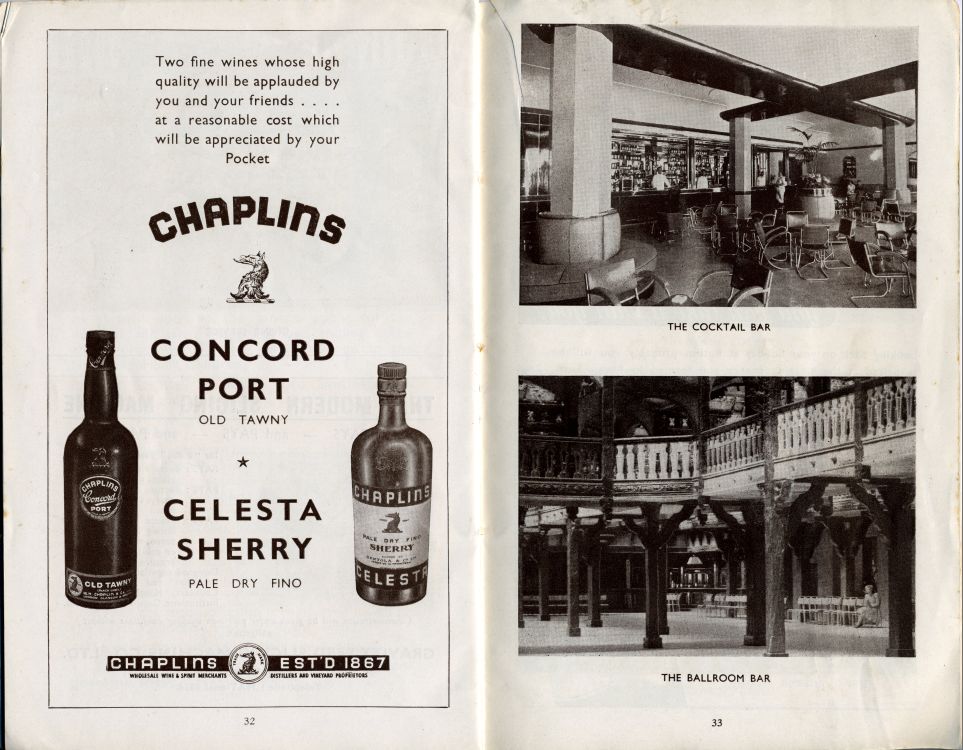 Two fine wines whose high
quality will be applauded by
you and your friends . . . .
at a reasonable cost which
will be appreciated by your
Pocket
CHAPLINS
CONCORD
PORT
OLD TAWNY
★
CELESTA
SHERRY
PALE DRY FINO
CHAPLINS
Concord
PORT
OLD TAWNY
CHAPLINS
PALE DRY FINO
SHERRY
CELESTA
CHAPLINS EST'D 1867
WHOLESALE WINE & SPIRIT MERCHANTS DISTILLERS AND VINEYARD PROPRIETORS
32
THE COCKTAIL BAR
THE BALLROOM BAR
33